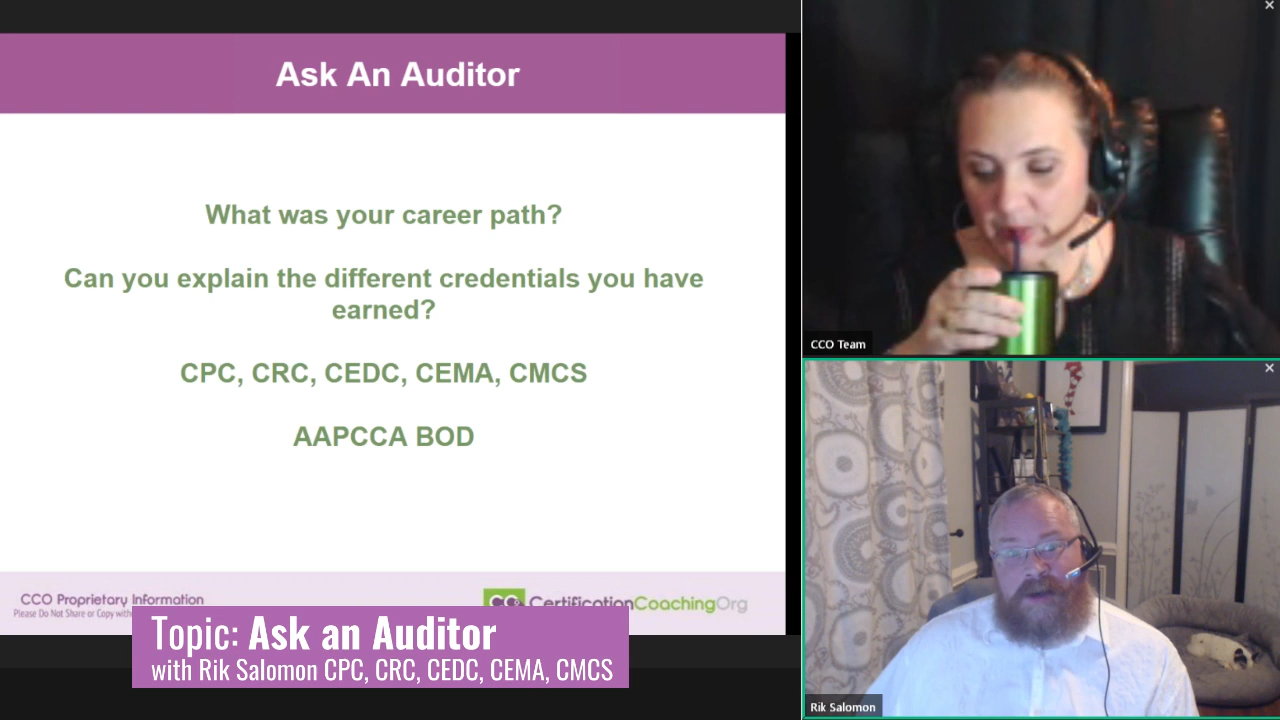 Ask An Auditor
What was your career path?
Can you explain the different credentials you have
earned?
CPC, CRC, CEDC, CEMA, CMCS
AAPCCA BOD
CCO Proprietary Information
Please Do Not Share or Copy with
CertificationCoachingOrg
Topic: Ask an Auditor
with Rik Salomon CPC, CRC, CEDC, CEMA, CMCS
CCO Team
Rik Salomon